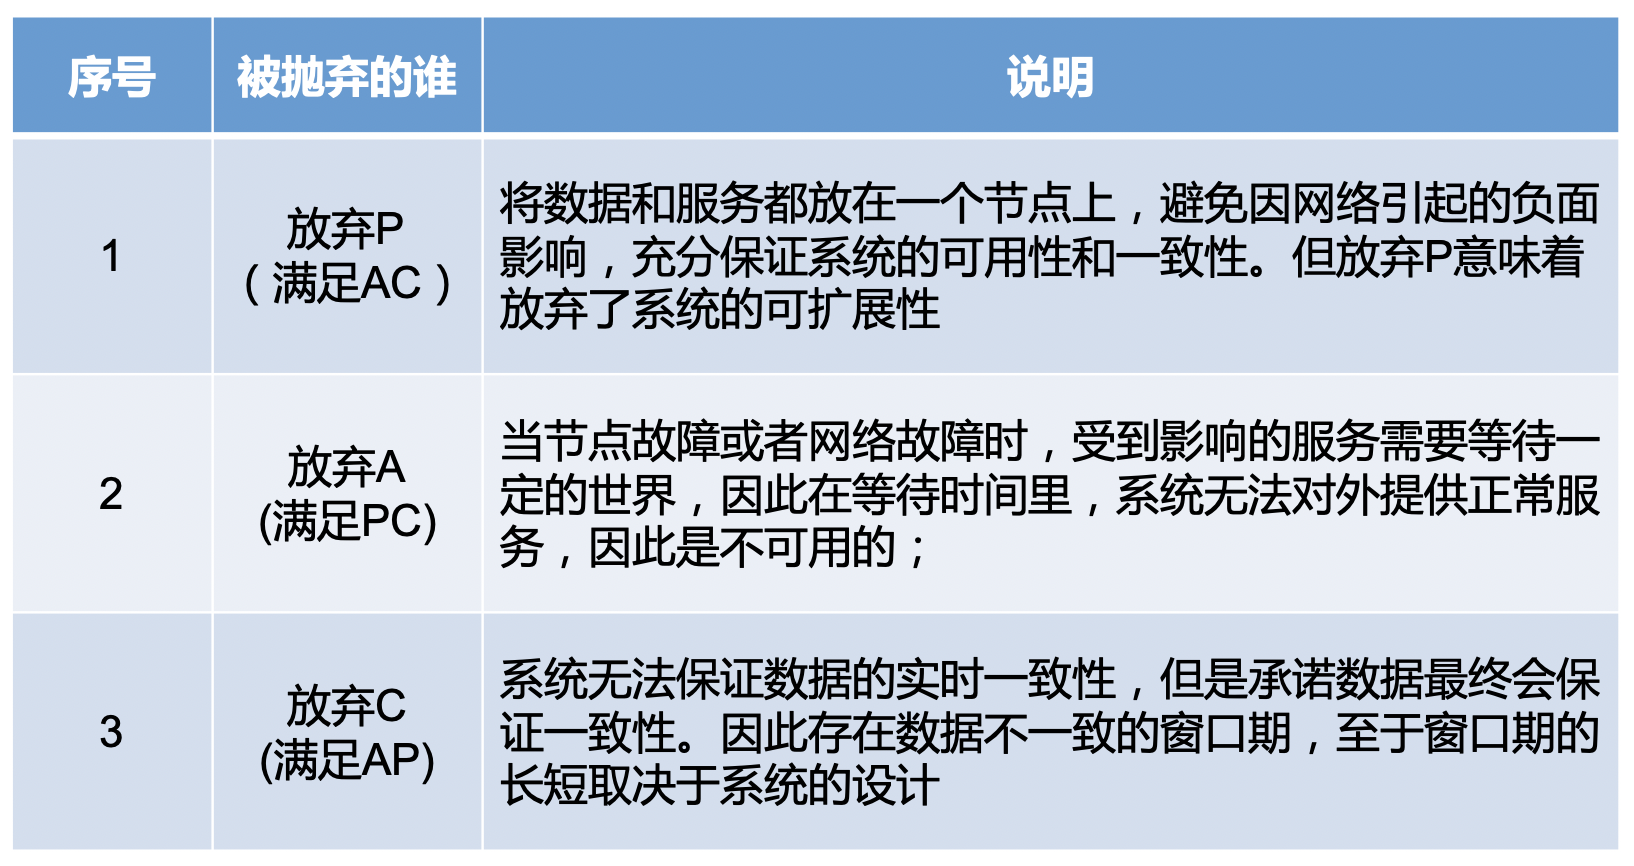 序号 被抛弃的谁 说明
1
放弃P
（满足AC）
将数据和服务都放在一个节点上，避免因网络引起的负面
影响，充分保证系统的可用性和一致性。但放弃P意味着
放弃了系统的可扩展性
2
放弃A
(满足PC)
当节点故障或者网络故障时，受到影响的服务需要等待一
定的世界，因此在等待时间里，系统无法对外提供正常服
务，因此是不可用的；
3
放弃C
(满足AP)
系统无法保证数据的实时一致性，但是承诺数据最终会保
证一致性。因此存在数据不一致的窗口期，至于窗口期的
长短取决于系统的设计